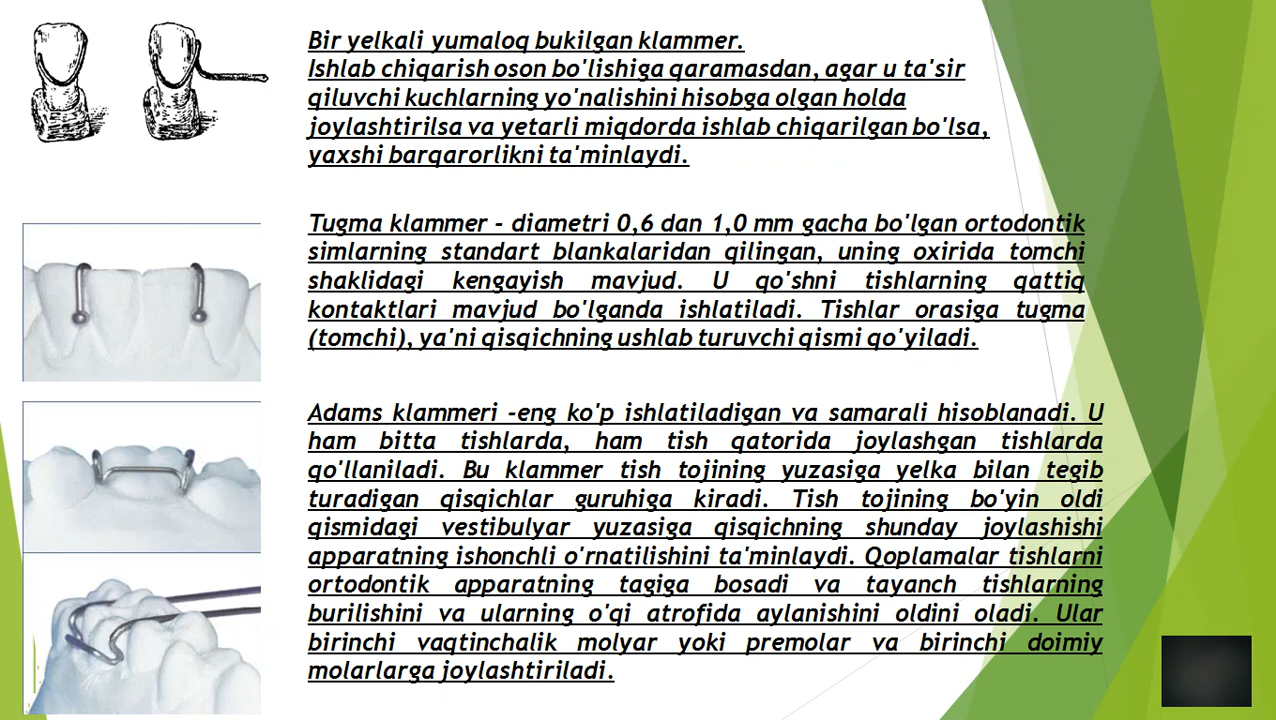 Bir yelkali yumaloq bukilgan klammer.
Ishlab chiqarish oson bo'lishiga qaramasdan, agar u ta'sir
qiluvchi kuchlarning yo'nalishini hisobga olgan holda
joylashtirilsa va yetarli miqdorda ishlab chiqarilgan bo'lsa,
yaxshi barqarorlikni ta'minlaydi.
Tugma klammer – diametri 0,6 dan 1,0 mm gacha bo'lgan ortodontik
simlarning standart blankalaridan qilingan, uning oxirida tomchi
shaklidagi kengayish mavjud. U qo'shni tishlarning qattiq
kontaktlari mavjud bo'lganda ishlatiladi. Tishlar orasiga tugma
(tomchi), ya'ni qisqichning ushlab turuvchi qismi qo'yiladi.
Adams klammeri -eng ko'p ishlatiladigan va samarali hisoblanadi. U
ham bitta tishlarda, ham tish qatorida joylashgan tishlarda
qo'llaniladi. Bu klammer tish tojining yuzasiga yelka bilan tegib
turadigan qisqichlar guruhiga kiradi. Tish tojining bo'yin oldi
qismidagi vestibulyar yuzasiga qisqichning shunday joylashishi
apparatning ishonchli o'rnatilishini ta'minlaydi. Qoplamalar tishlarni
ortodontik apparatning tagiga bosadi va tayanch tishlarning
burilishini va ularning o'qi atrofida aylanishini oldini oladi. Ular
birinchi vaqtinchalik molyar yoki premolar va birinchi doimiy
molarlarga joylashtiriladi.